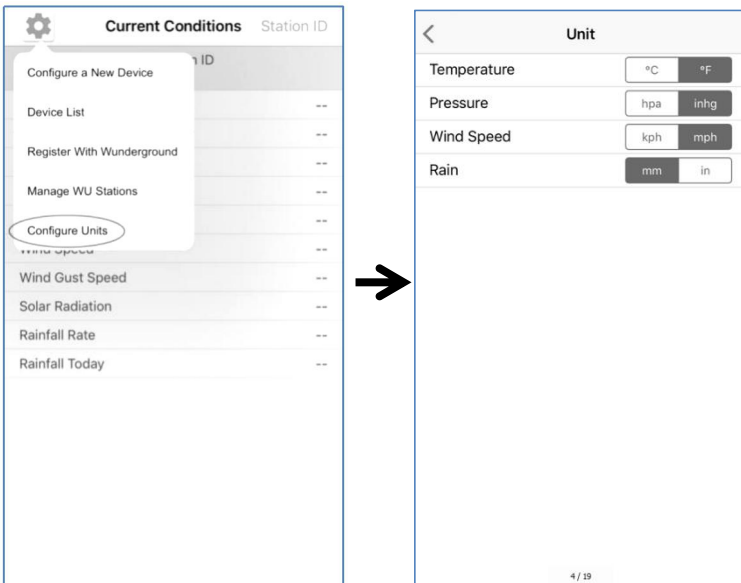 Current Conditions Station ID
n ID
Configure a New Device
Device List
Register With Wunderground
Manage WU Stations
Configure Units
Wind Speed
Wind Gust Speed
Solar Radiation
Rainfall Rate
Rainfall Today
--
--
--
--
--
--
--
--
--
--
Unit
Temperature °C °F
Pressure hpa inhg
Wind Speed kph mph
Rain mm in
4 / 19